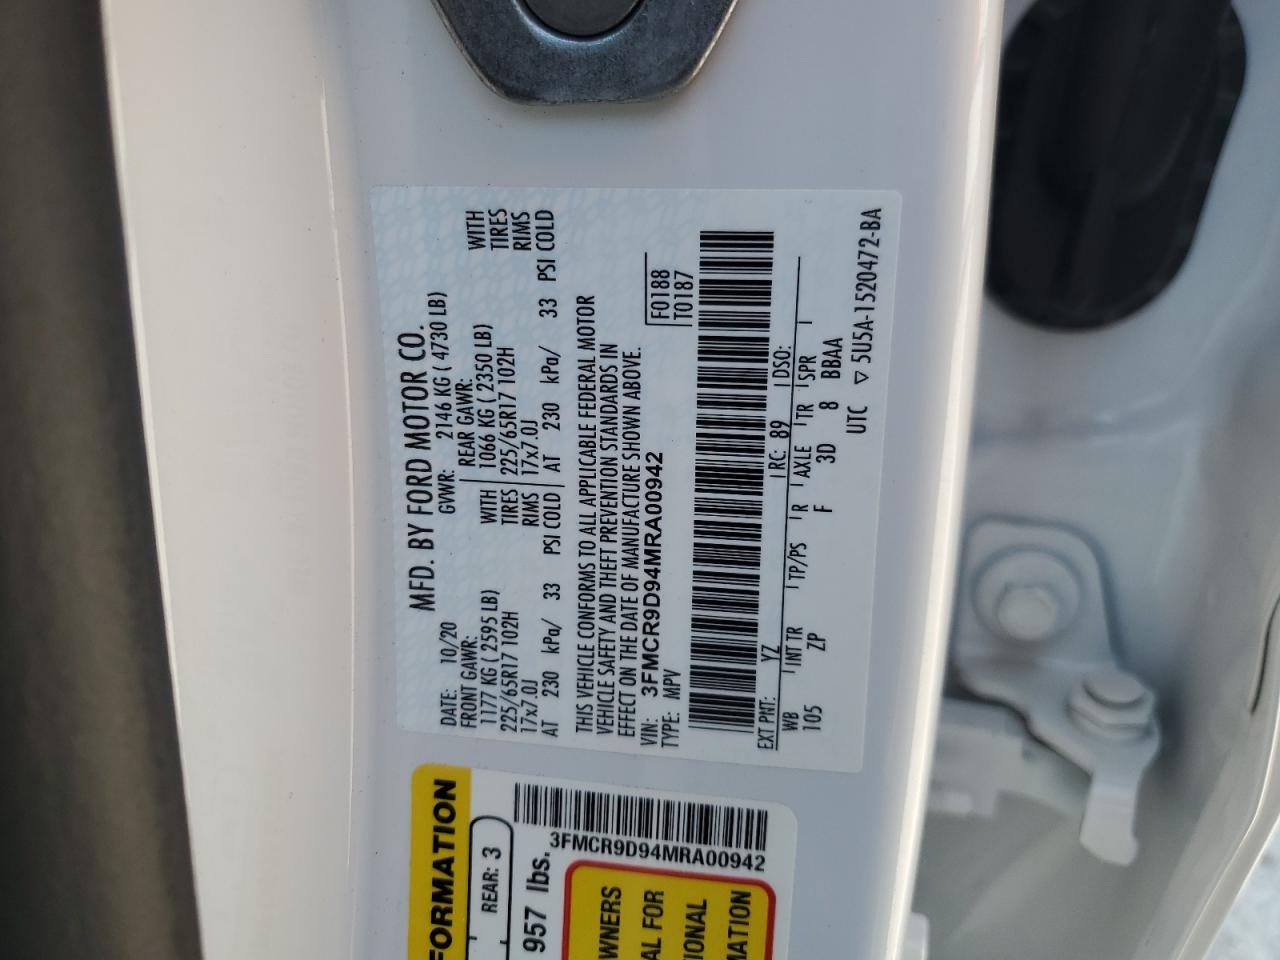 MFD. BY FORD MOTOR CO.
DATE: 10/20 GVWR: 2146 KG ( 4730 LB)
FRONT GAWR: REAR GAWR:
1177 KG ( 2595 LB) WITH 1066 KG ( 2350 LB) WITH
225/65R17 102H TIRES 225/65R17 102H TIRES
17x7.0J RIMS 17x7.0J RIMS
AT 230 kPa/ 33 PSI COLD AT 230 kPa/ 33 PSI COLD
THIS VEHICLE CONFORMS TO ALL APPLICABLE FEDERAL MOTOR
VEHICLE SAFETY AND THEFT PREVENTION STANDARDS IN
EFFECT ON THE DATE OF MANUFACTURE SHOWN ABOVE.
VIN: 3FMCR9D94MRA00942 F0188
TYPE: MPV T0187
EXT PNT: YZ RC: 89 DSO:
WB INT TR TP/PS R AXLE TR SPR
105 ZP F 3D 8 BBAA
UTC ▽ 5U5A-1520472-BA
FORMATION
REAR: 3
957 lbs.
3FMCR9D94MRA00942
WNERS
AL FOR
IONAL
MATION